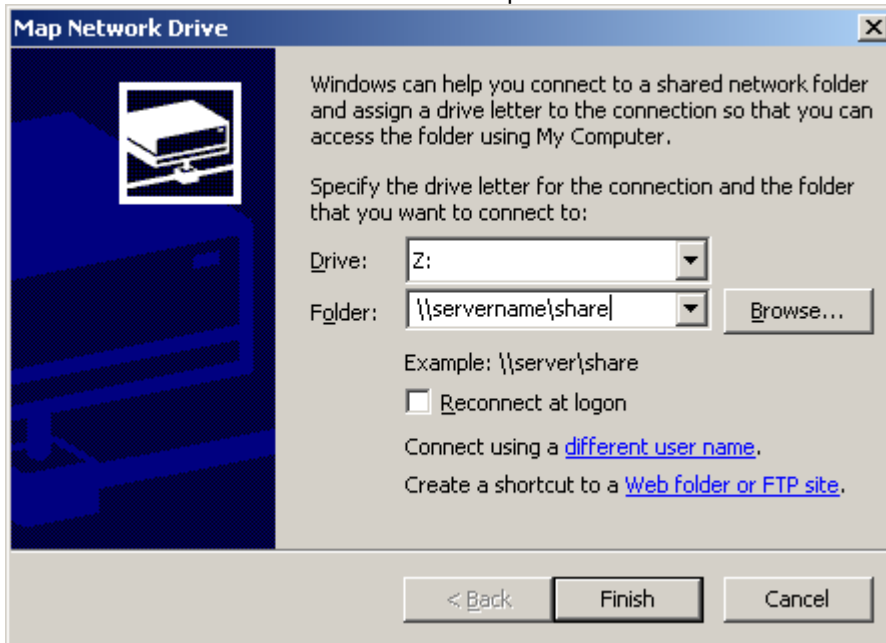 Map Network Drive
Windows can help you connect to a shared network folder
and assign a drive letter to the connection so that you can
access the folder using My Computer.
Specify the drive letter for the connection and the folder
that you want to connect to:
Drive: Z:
Folder: \\servername\share Browse...
Example: \\server\share
Reconnect at logon
Connect using a different user name.
Create a shortcut to a Web folder or FTP site.
< Back Finish Cancel